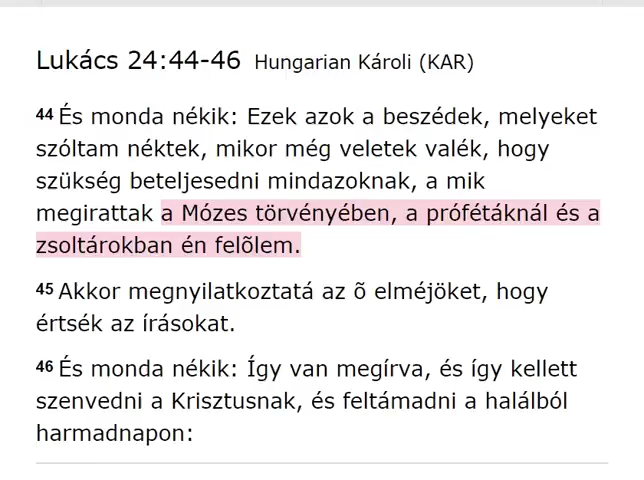 Lukács 24:44-46 Hungarian Károli (KAR)
44 És monda nékik: Ezek azok a beszédek, melyeket
szóltam néktek, mikor még veletek valék, hogy
szükség beteljesedni mindazoknak, a mik
megirattak a Mózes törvényében, a prófétáknál és a
zsoltárokban én felõlem.
45 Akkor megnyilatkoztatá az õ elméjöket, hogy
értsék az írásokat.
46 És monda nékik: Így van megírva, és így kellett
szenvedni a Krisztusnak, és feltámadni a halálból
harmadnapon: